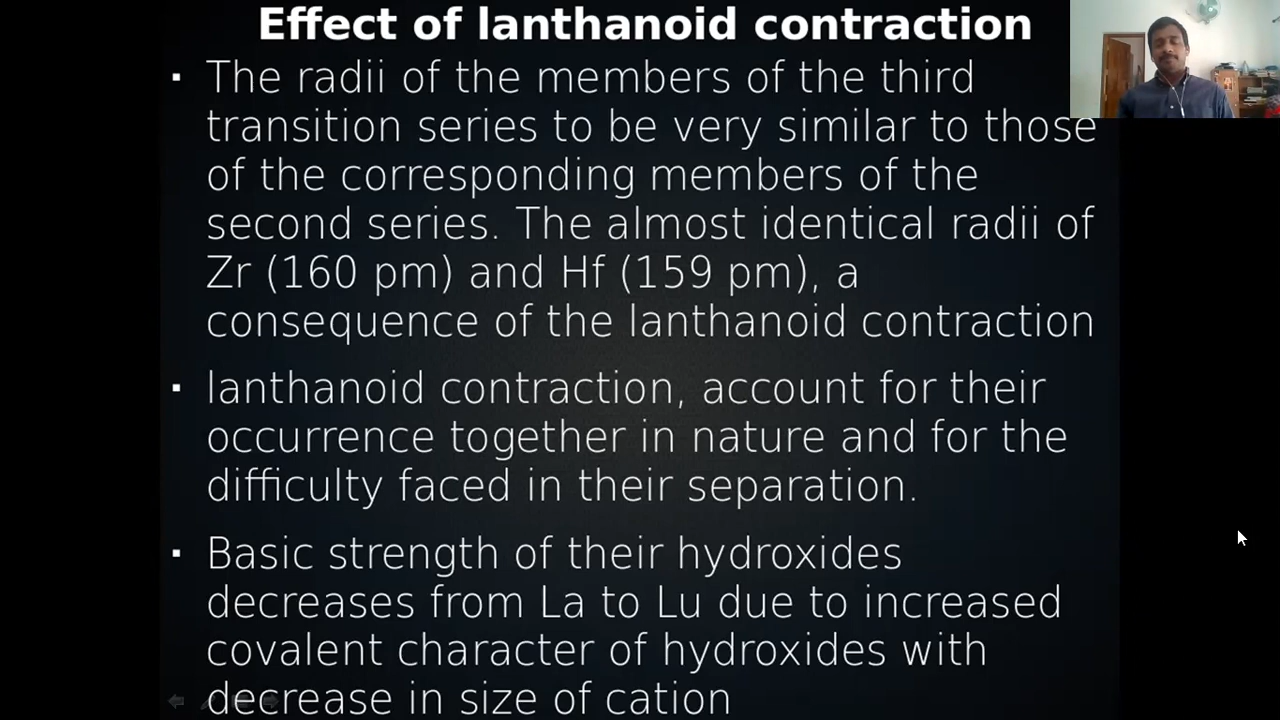 Effect of lanthanoid contraction
▪ The radii of the members of the third
transition series to be very similar to those
of the corresponding members of the
second series. The almost identical radii of
Zr (160 pm) and Hf (159 pm), a
consequence of the lanthanoid contraction
▪ lanthanoid contraction, account for their
occurrence together in nature and for the
difficulty faced in their separation.
▪ Basic strength of their hydroxides
decreases from La to Lu due to increased
covalent character of hydroxides with
decrease in size of cation